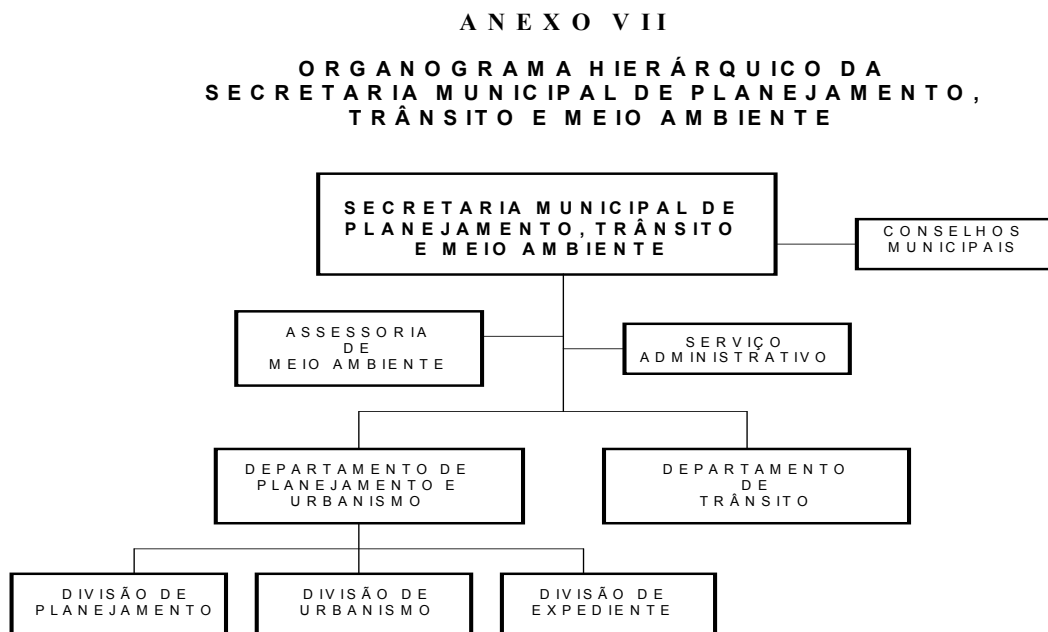 ANEXO VII
ORGANOGRAMA HIERÁRQUICO DA
SECRETARIA MUNICIPAL DE PLANEJAMENTO,
TRÂNSITO E MEIO AMBIENTE
SECRETARIA MUNICIPAL DE
PLANEJAMENTO, TRÂNSITO
E MEIO AMBIENTE
CONSELHOS
MUNICIPAIS
ASSESSORIA
DE
MEIO AMBIENTE
SERVIÇO
ADMINISTRATIVO
DEPARTAMENTO DE
PLANEJAMENTO E
URBANISMO
DEPARTAMENTO
DE
TRÂNSITO
DIVISÃO DE
PLANEJAMENTO
DIVISÃO DE
URBANISMO
DIVISÃO DE
EXPEDIENTE